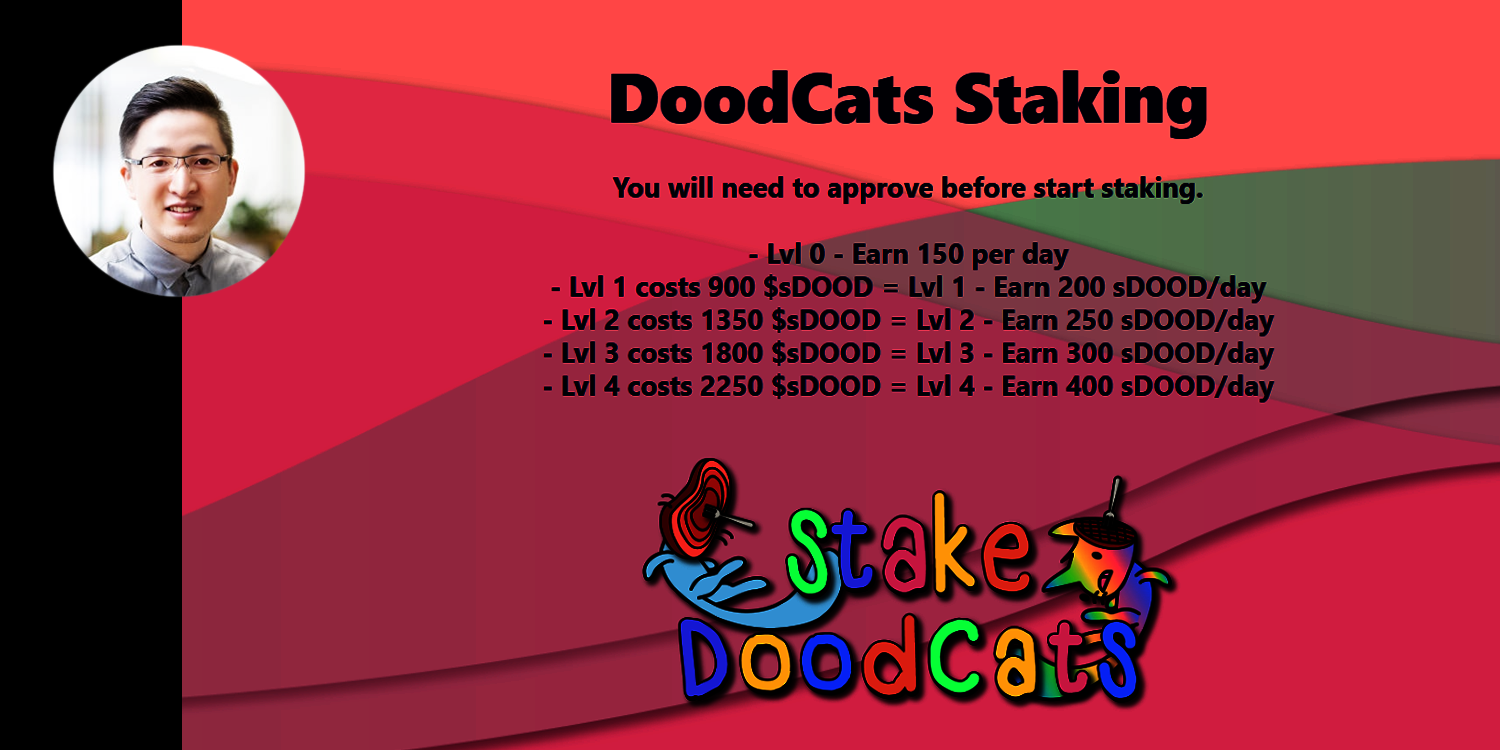 DoodCats Staking
You will need to approve before start staking.
- Lvl 0 - Earn 150 per day
- Lvl 1 costs 900 $sDOOD = Lvl 1 - Earn 200 sDOOD/day
- Lvl 2 costs 1350 $sDOOD = Lvl 2 - Earn 250 sDOOD/day
- Lvl 3 costs 1800 $sDOOD = Lvl 3 - Earn 300 sDOOD/day
- Lvl 4 costs 2250 $sDOOD = Lvl 4 - Earn 400 sDOOD/day
stake
DoodCats